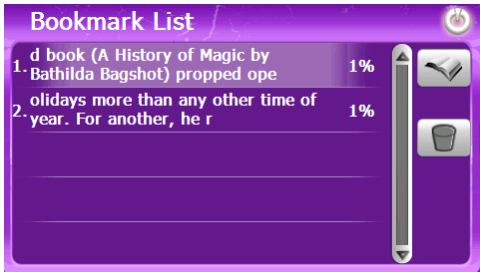 Bookmark List
1. d book (A History of Magic by
Bathilda Bagshot) propped ope 1%
2. olidays more than any other time of
year. For another, he r 1%